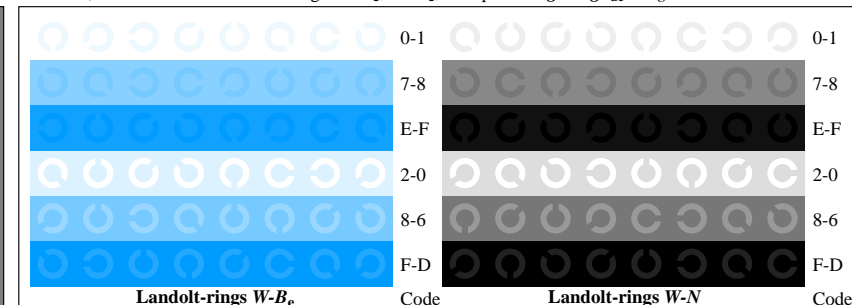 0-1 0-1
7-8 7-8
E-F E-F
2-0 2-0
8-6 8-6
F-D F-D
Landolt-rings W-Bₑ Code Landolt-rings W-N Code